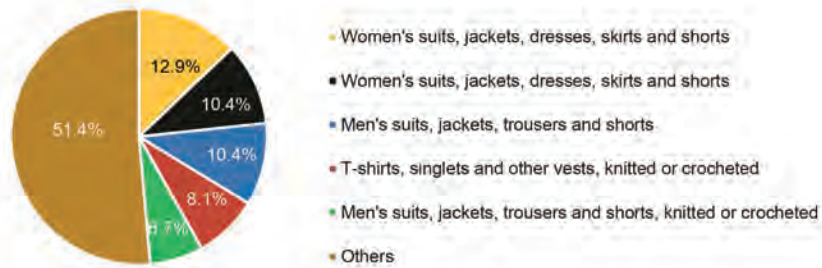 12.9%
10.4%
10.4%
8.1%
6.7%
51.4%
Women's suits, jackets, dresses, skirts and shorts
Women's suits, jackets, dresses, skirts and shorts
Men's suits, jackets, trousers and shorts
T-shirts, singlets and other vests, knitted or crocheted
Men's suits, jackets, trousers and shorts, knitted or crocheted
Others